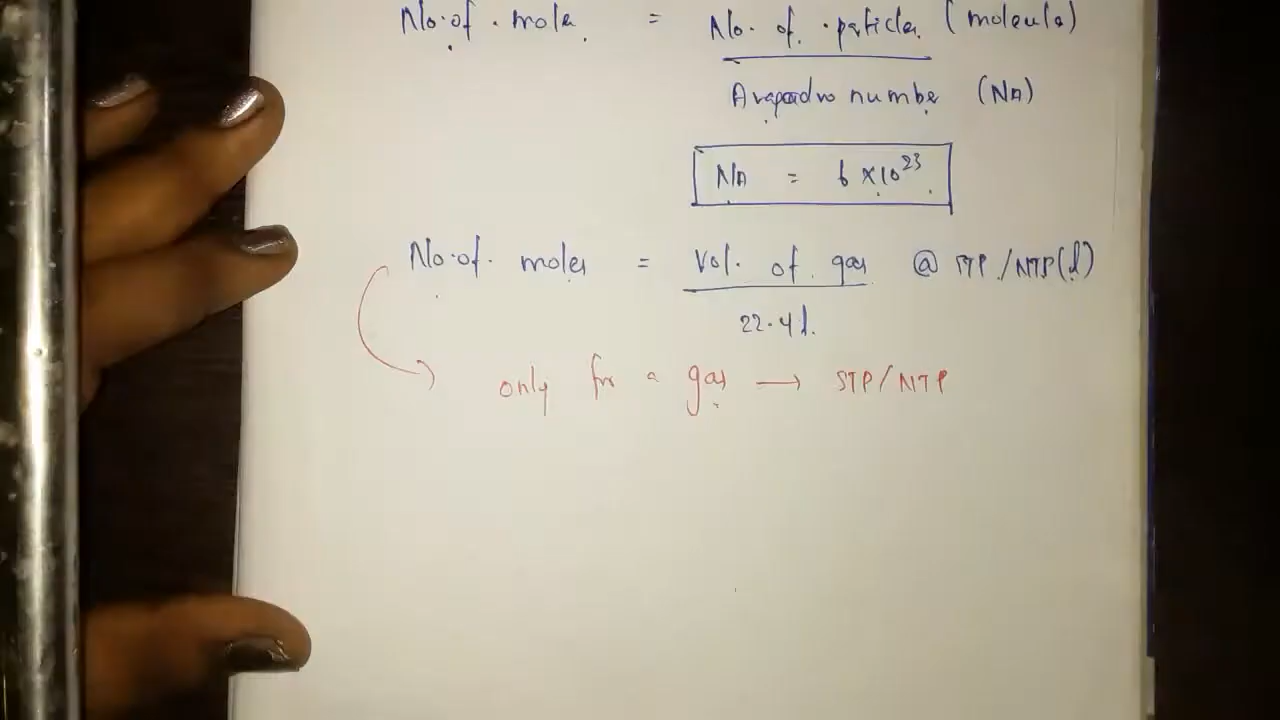 No. of. mole = No. of. particles (molecule)
Avogadro number (NA)
NA = 6 x 10^23
No. of. moles = Vol. of. gas @ STP/NTP(l)
22.4 l.
only for a gas → STP/NTP